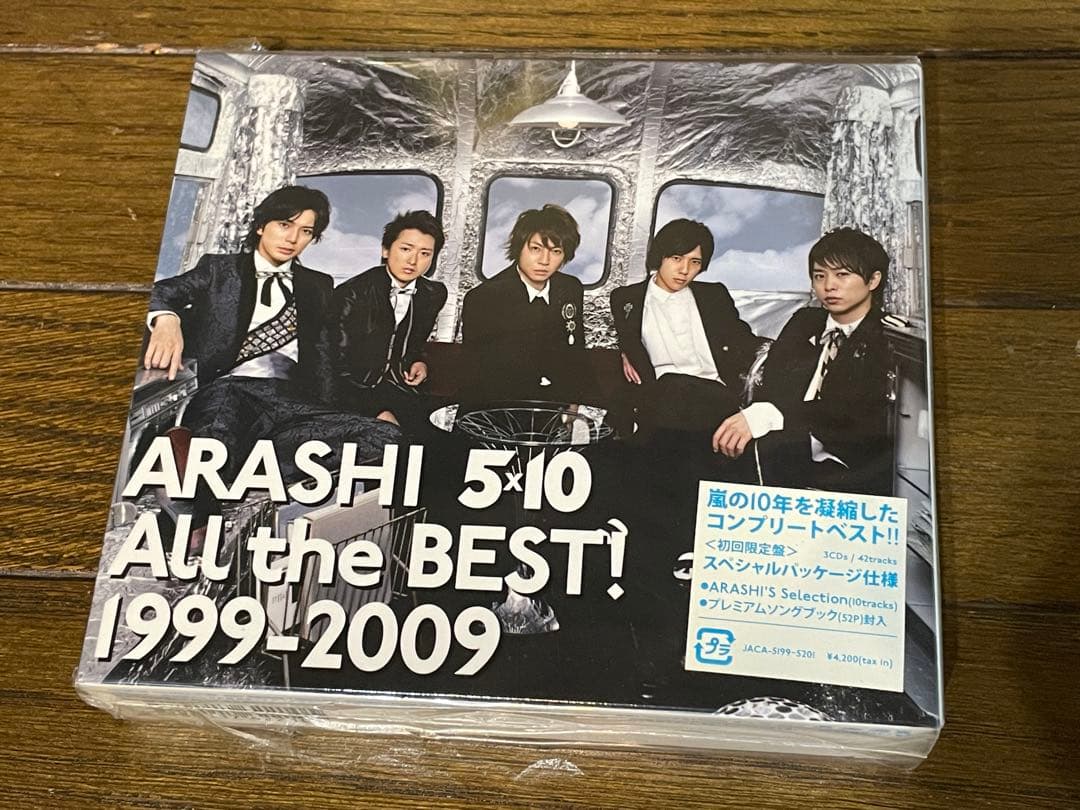 ARASHI 5×10
All the BEST!
1999-2009
嵐の10年を凝縮した
コンプリートベスト!!
<初回限定盤> 3CDs / 42tracks
スペシャルパッケージ仕様
●ARASHI'S Selection(10tracks)
●プレミアムソングブック(52P)封入
プラ JACA-5199-5201 ¥4,200(tax in)